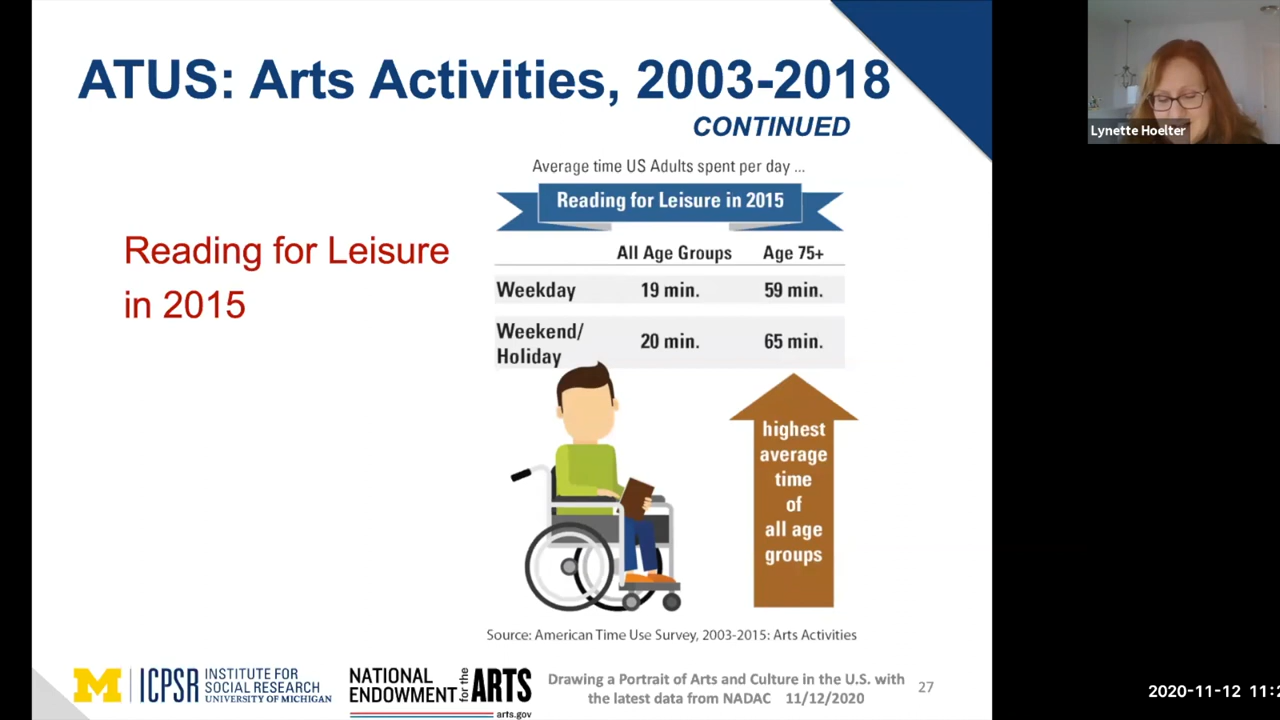 ATUS: Arts Activities, 2003-2018
CONTINUED
Reading for Leisure
in 2015
Average time US Adults spent per day ...
Reading for Leisure in 2015
All Age Groups Age 75+
Weekday 19 min. 59 min.
Weekend/
Holiday 20 min. 65 min.
highest
average
time
of
all age
groups
Source: American Time Use Survey, 2003-2015: Arts Activities
M ICPSR INSTITUTE FOR
SOCIAL RESEARCH
UNIVERSITY OF MICHIGAN
NATIONAL
ENDOWMENT for the ARTS
arts.gov
Drawing a Portrait of Arts and Culture in the U.S. with
the latest data from NADAC 11/12/2020
27
Lynette Hoelter
2020-11-12 11:2